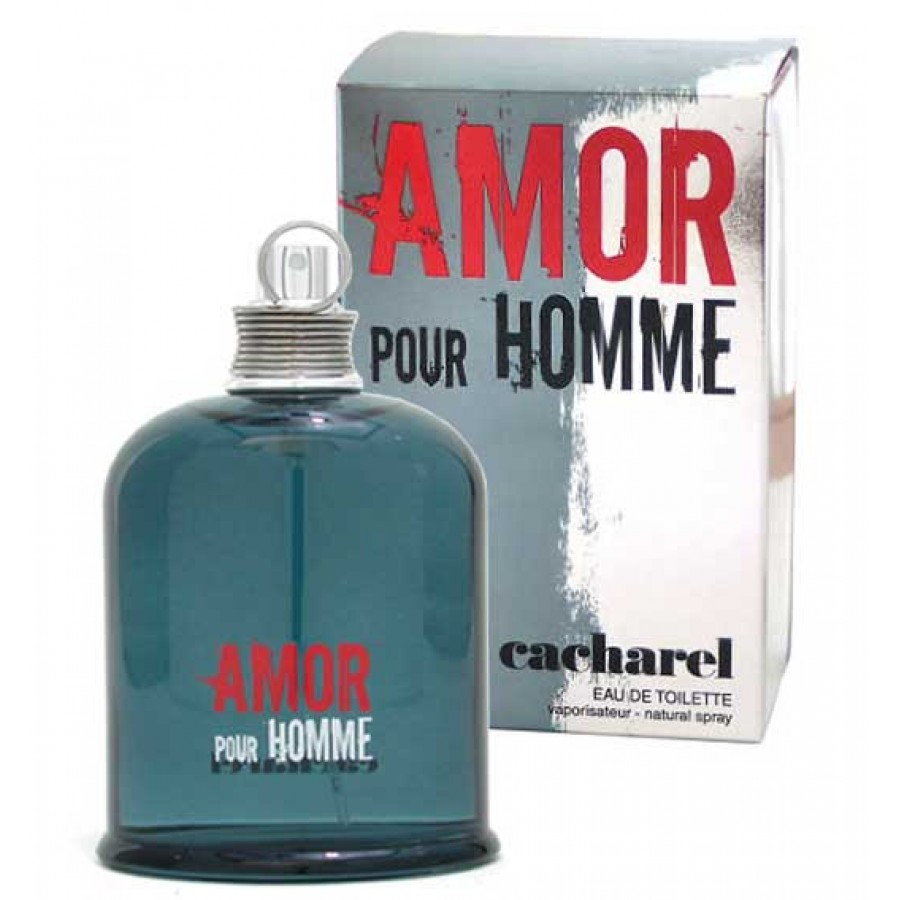 AMOR
POUR HOMME
cacharel
EAU DE TOILETTE
vaporisateur - natural spray
AMOR
POUR HOMME